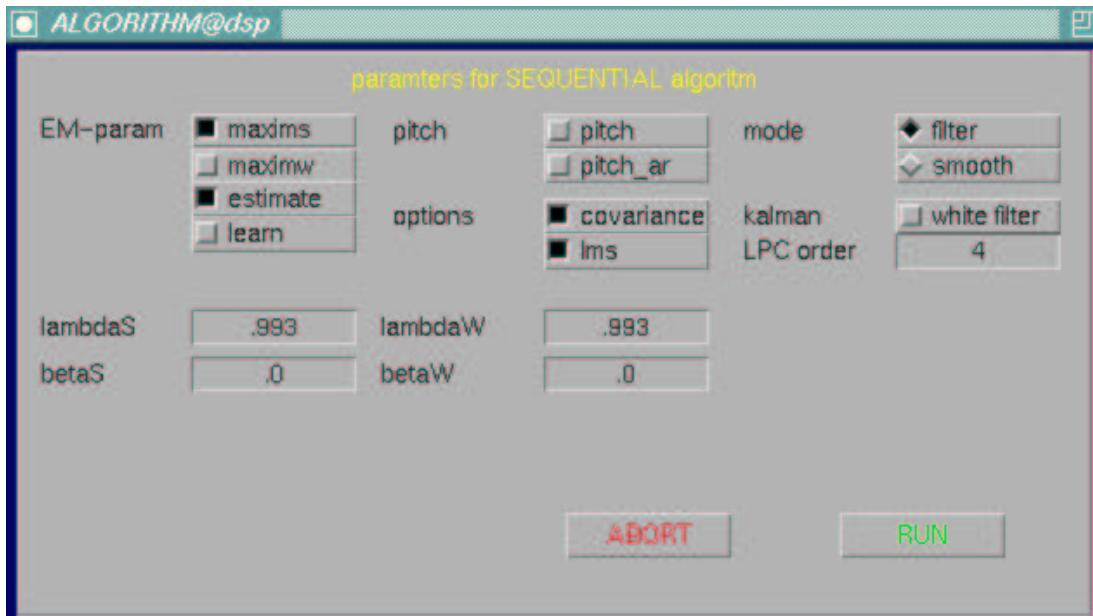 ALGORITHM@dsp
paramters for SEQUENTIAL algoritm
EM-param maxims pitch pitch mode filter
maximw pitch_ar smooth
estimate options covariance kalman white filter
learn lms LPC order 4
lambdaS .993 lambdaW .993
betaS .0 betaW .0
ABORT RUN